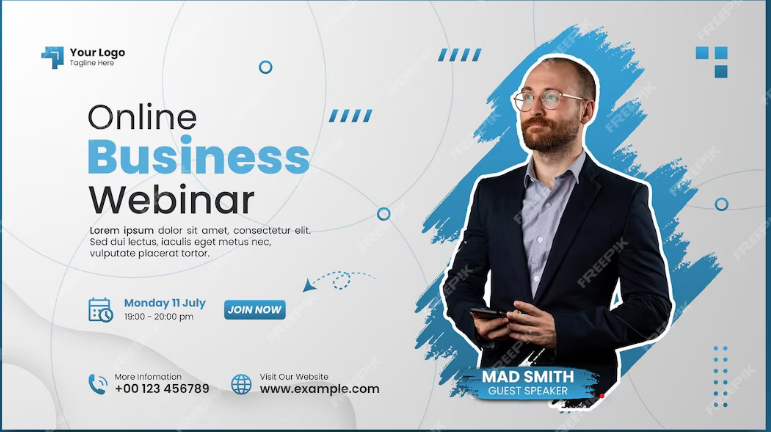 Your Logo
Tagline Here
Online
Business
Webinar
Lorem ipsum dolor sit amet, consectetur elit.
Sed dui lectus, iaculis eget metus nec,
vulputate placerat tortor.
Monday 11 July
19:00 - 20:00 pm
JOIN NOW
More Infomation
+00 123 456789
Visit Our Website
www.example.com
MAD SMITH
GUEST SPEAKER
FREEPIK